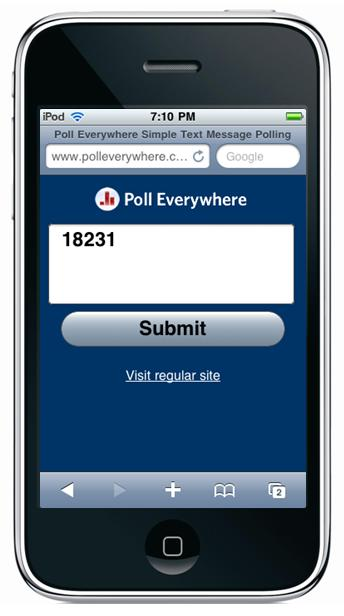 iPod 7:10 PM
Poll Everywhere Simple Text Message Polling
www.polleverywhere.c... Google
Poll Everywhere
18231
Submit
Visit regular site
2